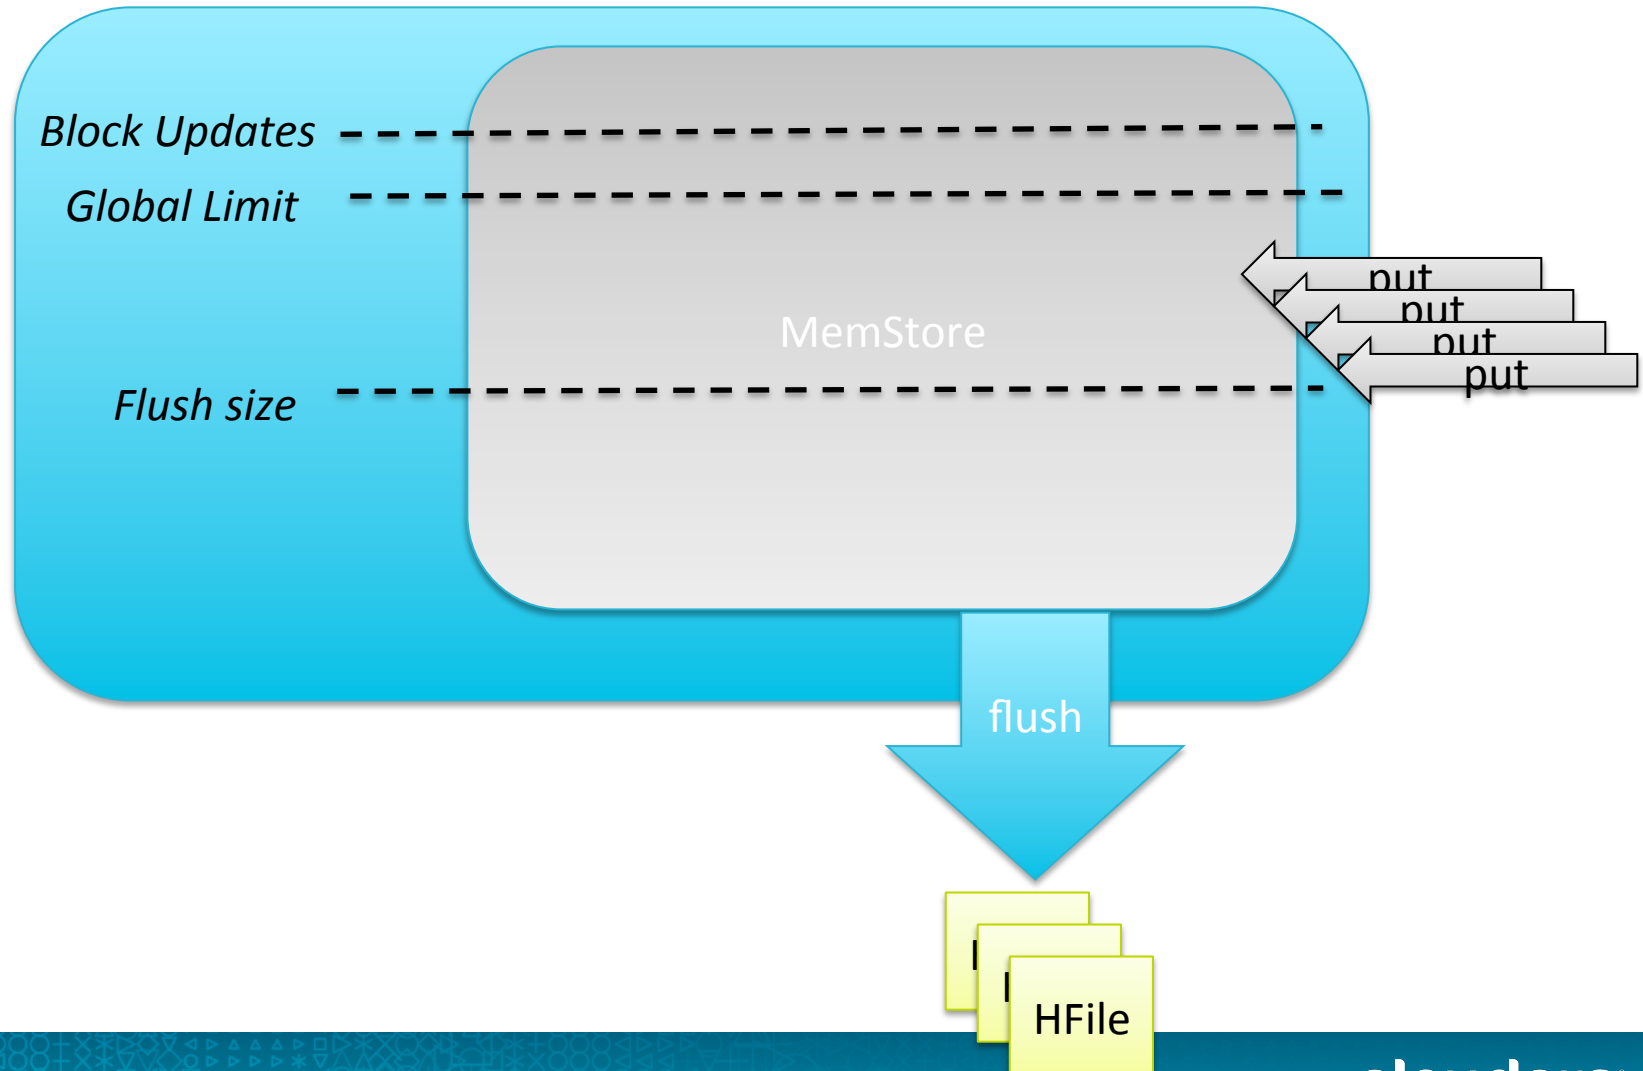 Block Updates
Global Limit
put
put
MemStore
put
put
Flush size
flush
HFile